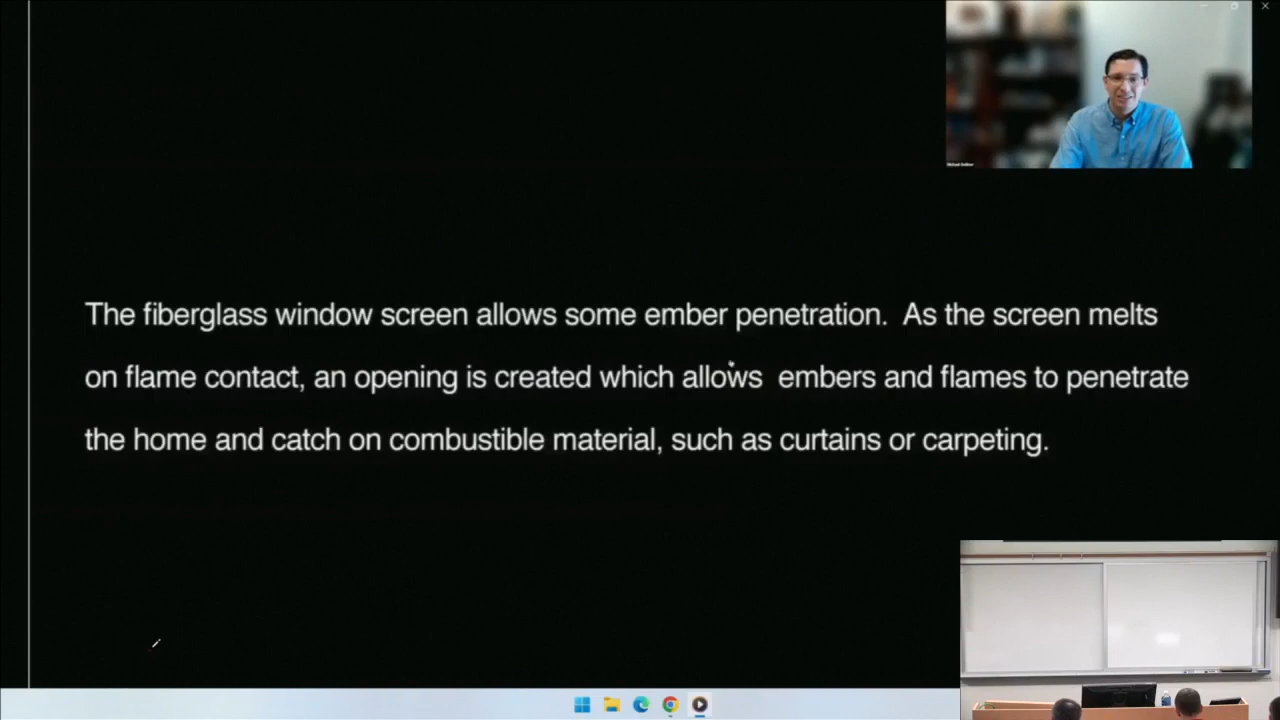 The fiberglass window screen allows some ember penetration.  As the screen melts
on flame contact, an opening is created which allows  embers and flames to penetrate
the home and catch on combustible material, such as curtains or carpeting.